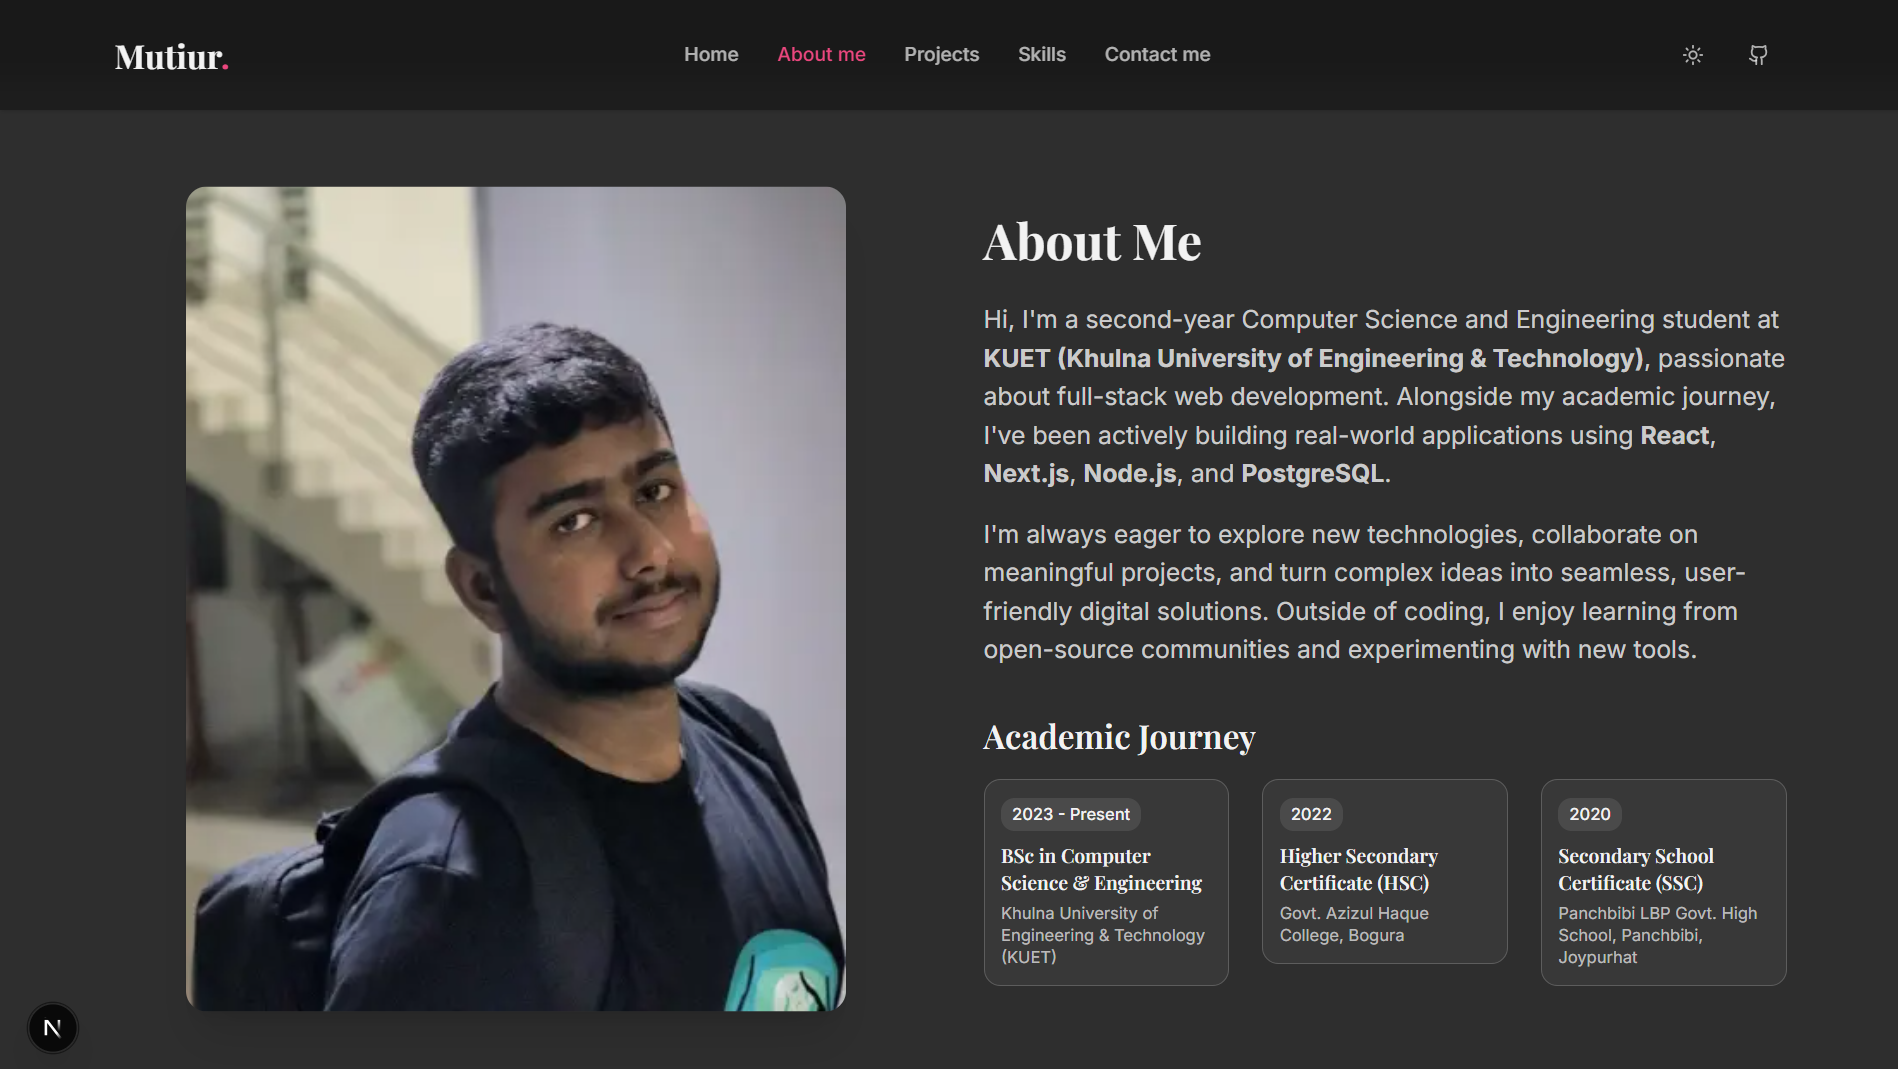 Mutiur.
Home
About me
Projects
Skills
Contact me
About Me
Hi, I'm a second-year Computer Science and Engineering student at
KUET (Khulna University of Engineering & Technology), passionate
about full-stack web development. Alongside my academic journey,
I've been actively building real-world applications using React,
Next.js, Node.js, and PostgreSQL.
I'm always eager to explore new technologies, collaborate on
meaningful projects, and turn complex ideas into seamless, user-
friendly digital solutions. Outside of coding, I enjoy learning from
open-source communities and experimenting with new tools.
Academic Journey
2023 - Present
BSc in Computer
Science & Engineering
Khulna University of
Engineering & Technology
(KUET)
2022
Higher Secondary
Certificate (HSC)
Govt. Azizul Haque
College, Bogura
2020
Secondary School
Certificate (SSC)
Panchbibi LBP Govt. High
School, Panchbibi,
Joypurhat
N